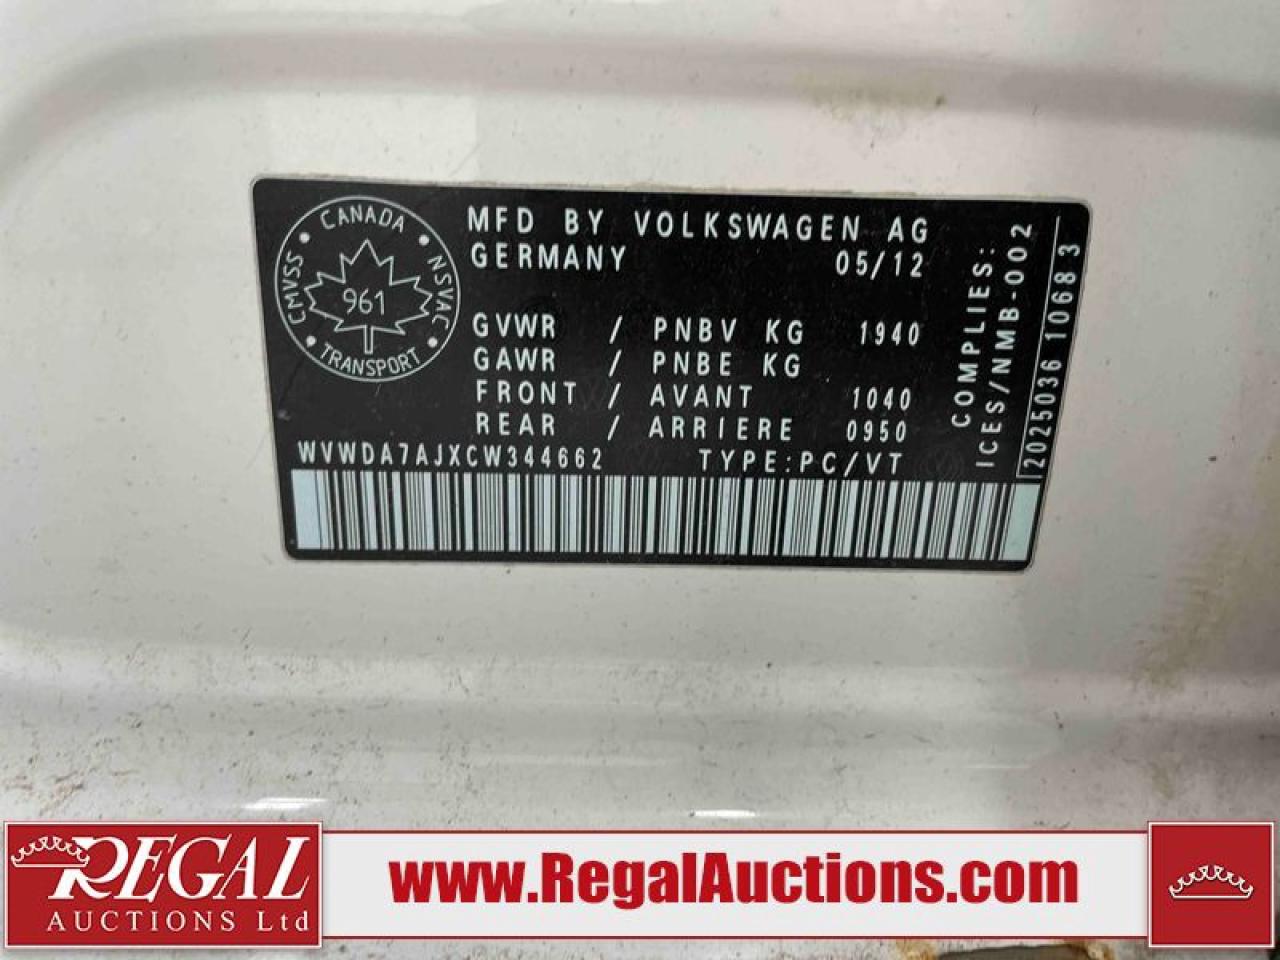 CANADA
CMVSS
NSVAC
961
TRANSPORT
MFD BY VOLKSWAGEN AG
GERMANY 05/12
GVWR / PNBV KG 1940
GAWR / PNBE KG
FRONT / AVANT 1040
REAR / ARRIERE 0950
WVWDA7AJXCW344662 TYPE:PC/VT
COMPLIES:
ICES/NMB-002
2025036 1068 3
REGAL
AUCTIONS Ltd
www.RegalAuctions.com